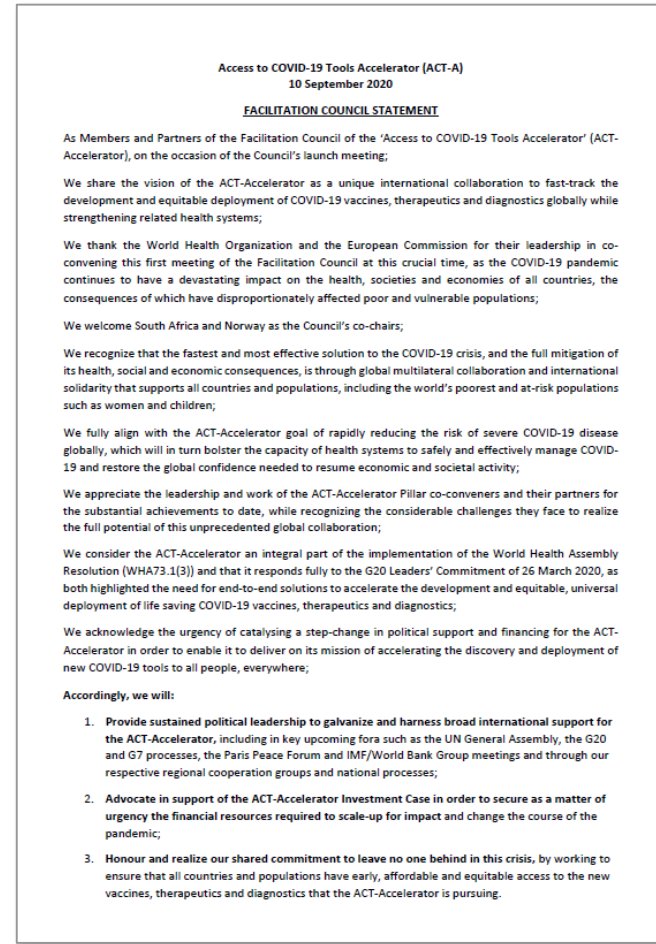 Access to COVID-19 Tools Accelerator (ACT-A)
10 September 2020
FACILITATION COUNCIL STATEMENT
As Members and Partners of the Facilitation Council of the ‘Access to COVID-19 Tools Accelerator’ (ACT-
Accelerator), on the occasion of the Council’s launch meeting;
We share the vision of the ACT-Accelerator as a unique international collaboration to fast-track the
development and equitable deployment of COVID-19 vaccines, therapeutics and diagnostics globally while
strengthening related health systems;
We thank the World Health Organization and the European Commission for their leadership in co-
convening this first meeting of the Facilitation Council at this crucial time, as the COVID-19 pandemic
continues to have a devastating impact on the health, societies and economies of all countries, the
consequences of which have disproportionately affected poor and vulnerable populations;
We welcome South Africa and Norway as the Council’s co-chairs;
We recognize that the fastest and most effective solution to the COVID-19 crisis, and the full mitigation of
its health, social and economic consequences, is through global multilateral collaboration and international
solidarity that supports all countries and populations, including the world’s poorest and at-risk populations
such as women and children;
We fully align with the ACT-Accelerator goal of rapidly reducing the risk of severe COVID-19 disease
globally, which will in turn bolster the capacity of health systems to safely and effectively manage COVID-
19 and restore the global confidence needed to resume economic and societal activity;
We appreciate the leadership and work of the ACT-Accelerator Pillar co-conveners and their partners for
the substantial achievements to date, while recognizing the considerable challenges they face to realize
the full potential of this unprecedented global collaboration;
We consider the ACT-Accelerator an integral part of the implementation of the World Health Assembly
Resolution (WHA73.1(3)) and that it responds fully to the G20 Leaders’ Commitment of 26 March 2020, as
both highlighted the need for end-to-end solutions to accelerate the development and equitable, universal
deployment of life saving COVID-19 vaccines, therapeutics and diagnostics;
We acknowledge the urgency of catalysing a step-change in political support and financing for the ACT-
Accelerator in order to enable it to deliver on its mission of accelerating the discovery and deployment of
new COVID-19 tools to all people, everywhere;
Accordingly, we will:
1. Provide sustained political leadership to galvanize and harness broad international support for
the ACT-Accelerator, including in key upcoming fora such as the UN General Assembly, the G20
and G7 processes, the Paris Peace Forum and IMF/World Bank Group meetings and through our
respective regional cooperation groups and national processes;
2. Advocate in support of the ACT-Accelerator Investment Case in order to secure as a matter of
urgency the financial resources required to scale-up for impact and change the course of the
pandemic;
3. Honour and realize our shared commitment to leave no one behind in this crisis, by working to
ensure that all countries and populations have early, affordable and equitable access to the new
vaccines, therapeutics and diagnostics that the ACT-Accelerator is pursuing.